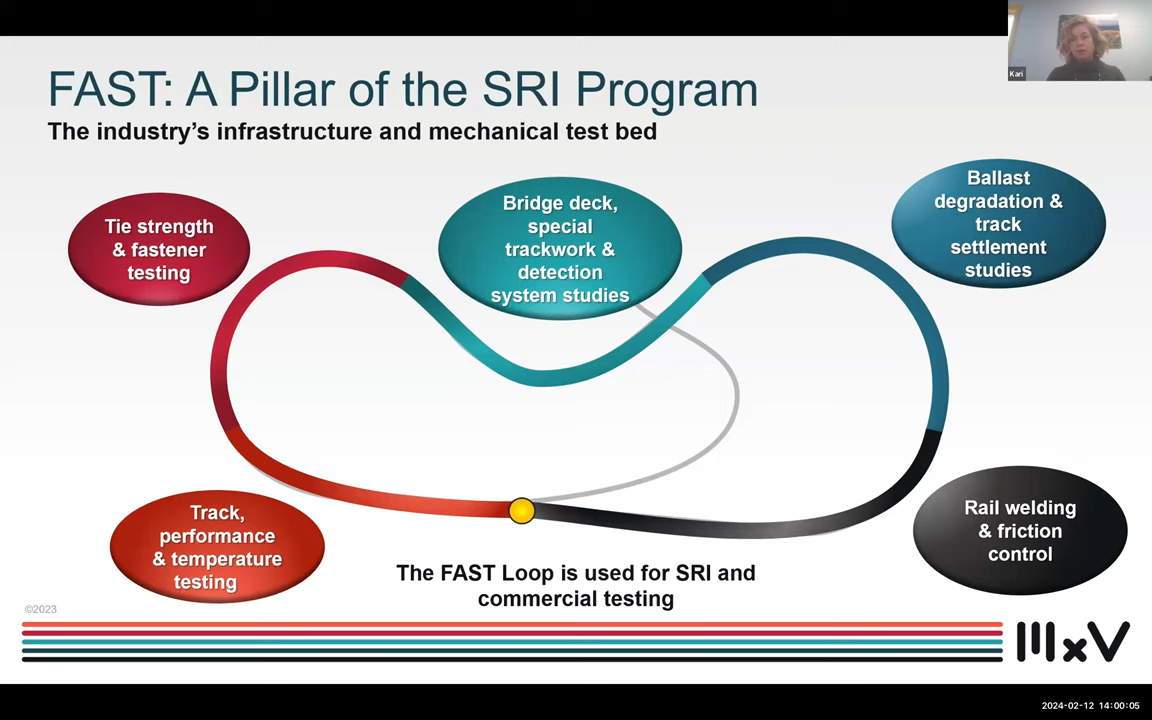 Kari
FAST: A Pillar of the SRI Program
The industry’s infrastructure and mechanical test bed
Tie strength
& fastener
testing
Bridge deck,
special
trackwork &
detection
system studies
Ballast
degradation &
track
settlement
studies
Track,
performance
& temperature
testing
Rail welding
& friction
control
The FAST Loop is used for SRI and
commercial testing
©2023
MxV
2024-02-12 14:00:05